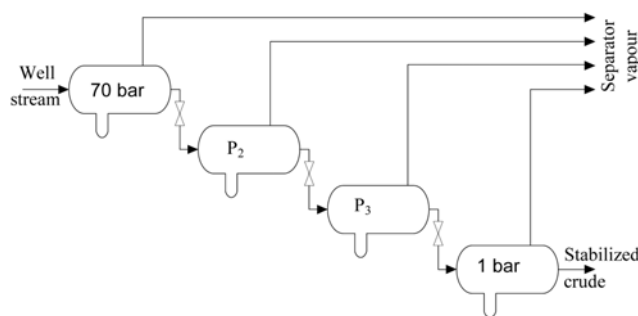 Well
stream
70 bar
P₂
P₃
1 bar
Stabilized
crude
Separator
vapour